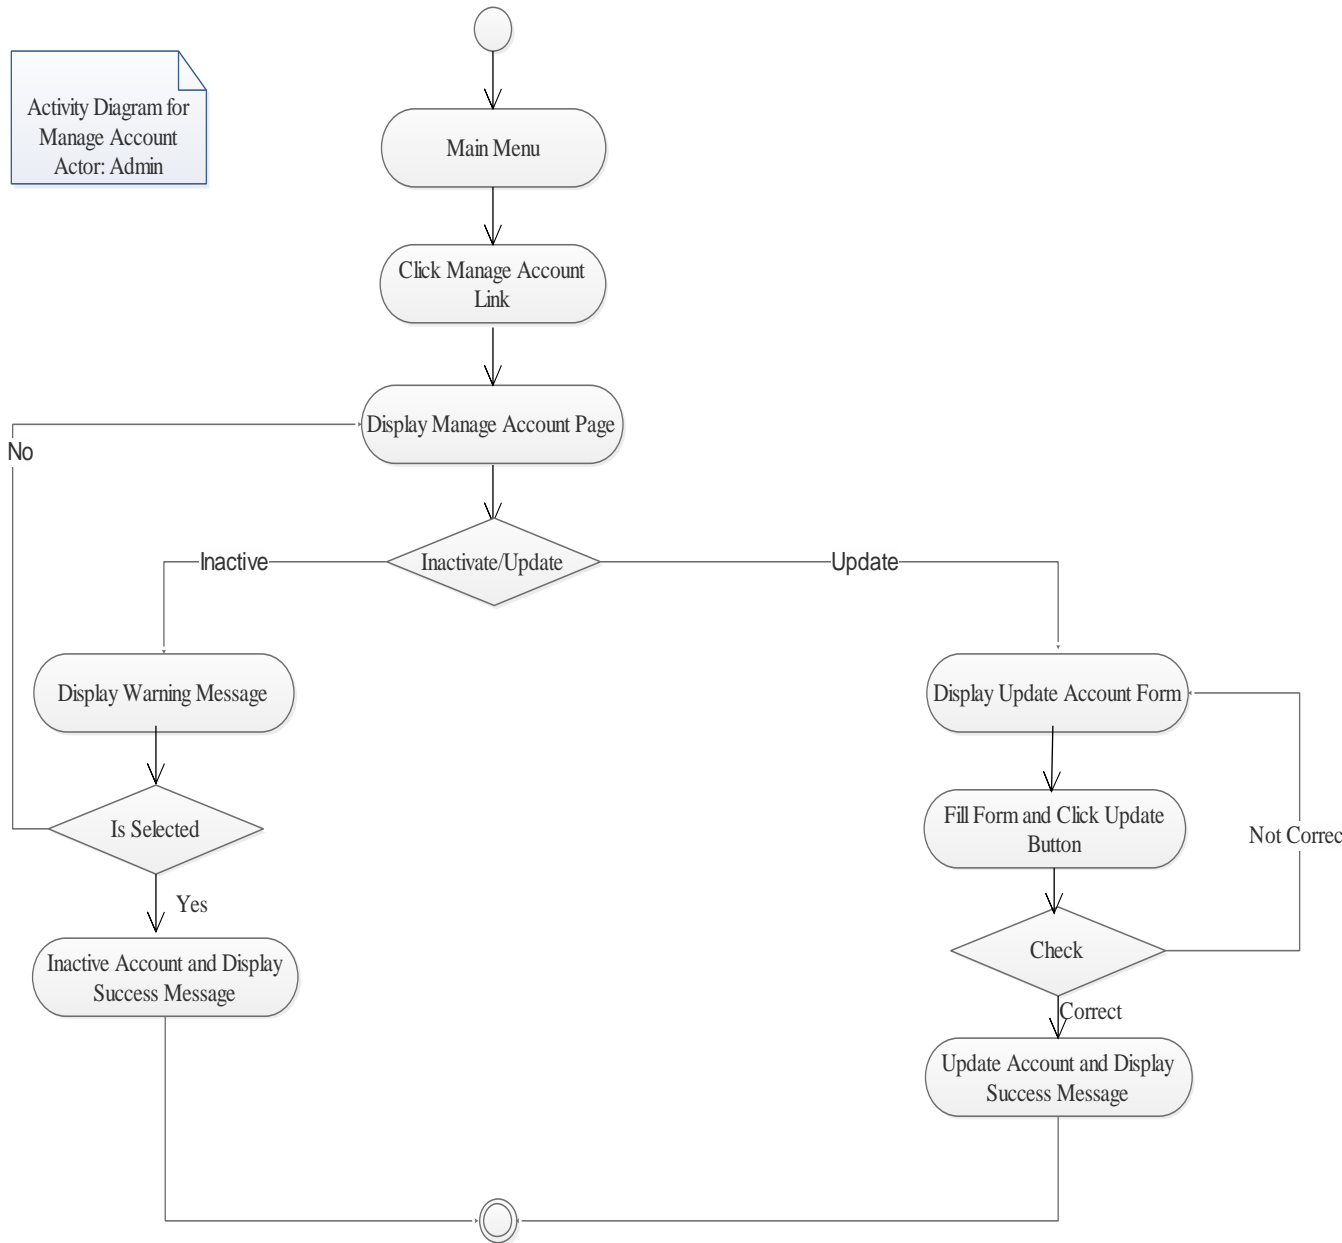 Activity Diagram for
Manage Account
Actor: Admin
Main Menu
Click Manage Account
Link
Display Manage Account Page
No
Inactivate/Update
Inactive
Update
Display Warning Message
Display Update Account Form
Is Selected
Fill Form and Click Update
Button
Not Correc
Yes
Check
Inactive Account and Display
Success Message
Correct
Update Account and Display
Success Message